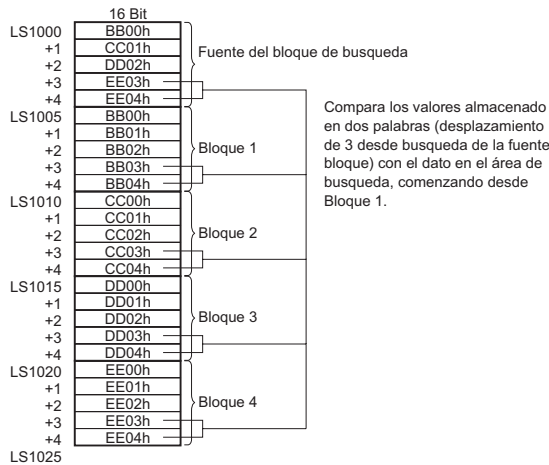 16 Bit
LS1000 BB00h
+1 CC01h
Fuente del bloque de busqueda
+2 DD02h
+3 EE03h
+4 EE04h
LS1005 BB00h
+1 BB01h
+2 BB02h
Bloque 1
+3 BB03h
+4 BB04h
LS1010 CC00h
+1 CC01h
+2 CC02h
Bloque 2
+3 CC03h
+4 CC04h
LS1015 DD00h
+1 DD01h
+2 DD02h
Bloque 3
+3 DD03h
+4 DD04h
LS1020 EE00h
+1 EE01h
+2 EE02h
Bloque 4
+3 EE03h
+4 EE04h
LS1025
Compara los valores almacenado
en dos palabras (desplazamiento
de 3 desde busqueda de la fuente
bloque) con el dato en el área de
busqueda, comenzando desde
Bloque 1.